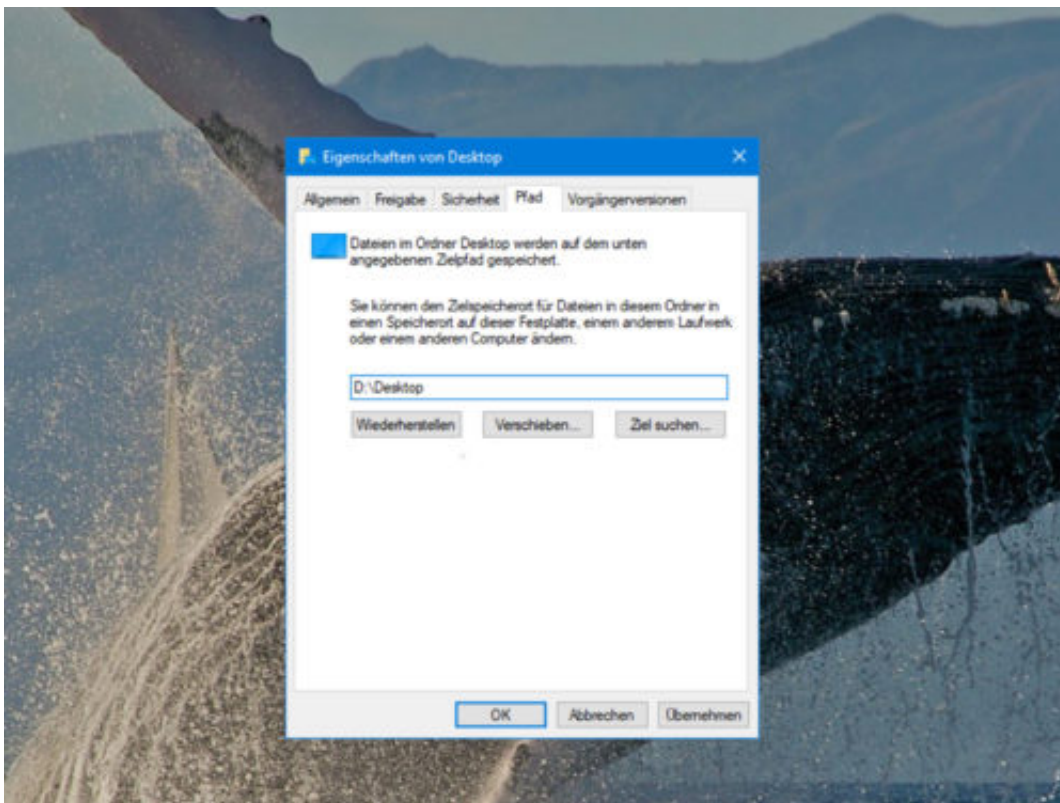 Eigenschaften von Desktop
Allgemein Freigabe Sicherheit Pfad Vorgängerversionen
Dateien im Ordner Desktop werden auf dem unten
angegebenen Zielpfad gespeichert.
Sie können den Zielspeicherort für Dateien in diesem Ordner in
einen Speicherort auf dieser Festplatte, einem anderem Laufwerk
oder einem anderen Computer ändern.
D:\Desktop
Wiederherstellen Verschieben... Ziel suchen...
OK Abbrechen Übernehmen